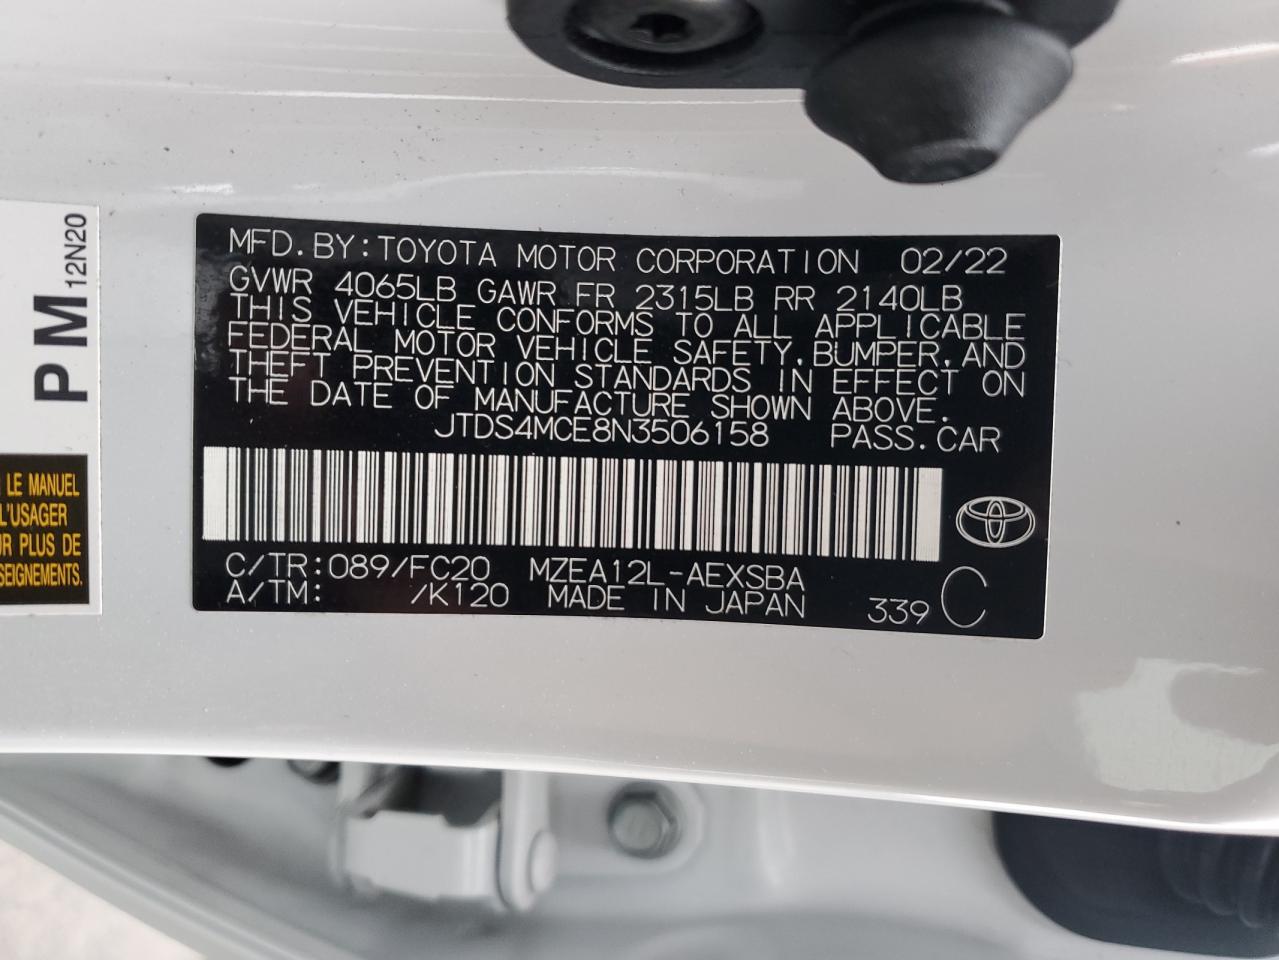 MFD.BY:TOYOTA MOTOR CORPORATION 02/22
GVWR 4065LB GAWR FR 2315LB RR 2140LB
THIS VEHICLE CONFORMS TO ALL APPLICABLE
FEDERAL MOTOR VEHICLE SAFETY, BUMPER, AND
THEFT PREVENTION STANDARDS IN EFFECT ON
THE DATE OF MANUFACTURE SHOWN ABOVE.
JTDS4MCE8N3506158 PASS.CAR
C/TR:089/FC20 MZEA12L-AEXSBA
A/TM: /K120 MADE IN JAPAN 339 C
PM 12N20
LE MANUEL
L'USAGER
PLUS DE